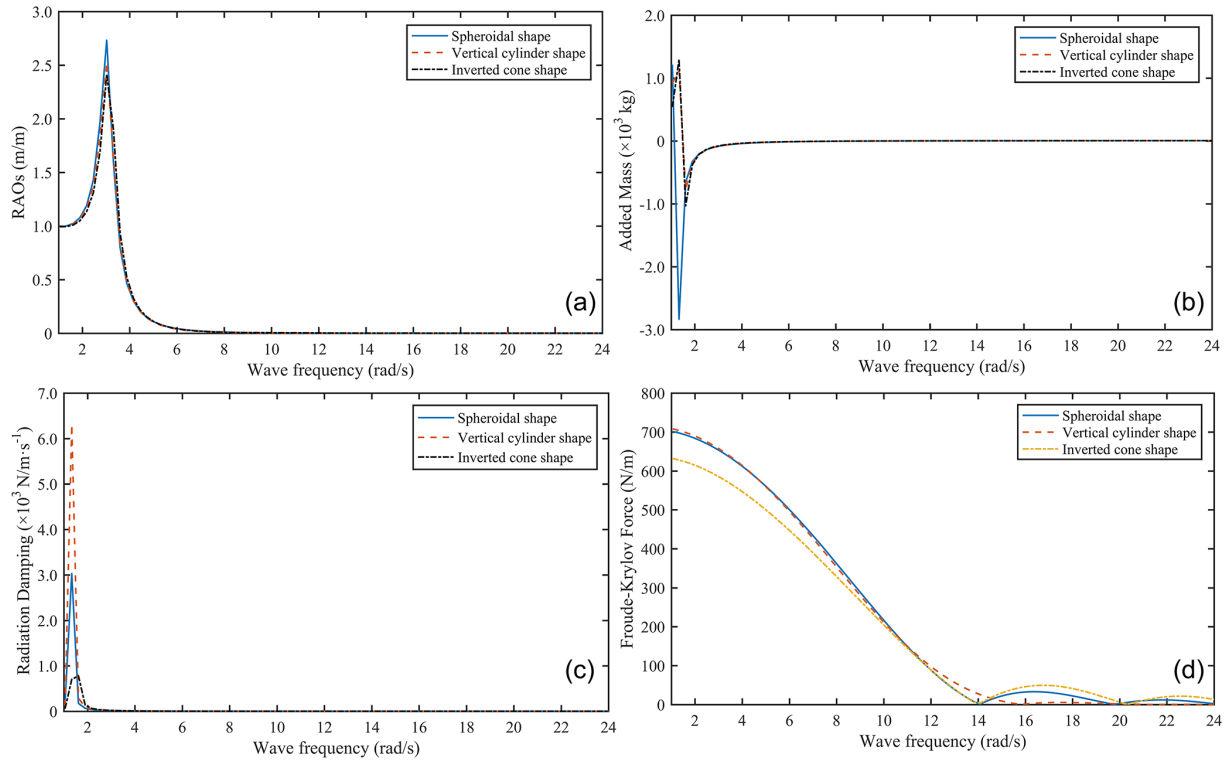 3.0
2.5
2.0
1.5
1.0
0.5
0
RAOs (m/m)
Spheroidal shape
Vertical cylinder shape
Inverted cone shape
(a)
2 4 6 8 10 12 14 16 18 20 22 24
Wave frequency (rad/s)
2.0
1.0
0
-1.0
-2.0
-3.0
Added Mass (×10³ kg)
Spheroidal shape
Vertical cylinder shape
Inverted cone shape
(b)
2 4 6 8 10 12 14 16 18 20 22 24
Wave frequency (rad/s)
7.0
6.0
5.0
4.0
3.0
2.0
1.0
0
Radiation Damping (×10³ N/m·s⁻¹)
Spheroidal shape
Vertical cylinder shape
Inverted cone shape
(c)
2 4 6 8 10 12 14 16 18 20 22 24
Wave frequency (rad/s)
800
700
600
500
400
300
200
100
0
Froude-Krylov Force (N/m)
Spheroidal shape
Vertical cylinder shape
Inverted cone shape
(d)
2 4 6 8 10 12 14 16 18 20 22 24
Wave frequency (rad/s)